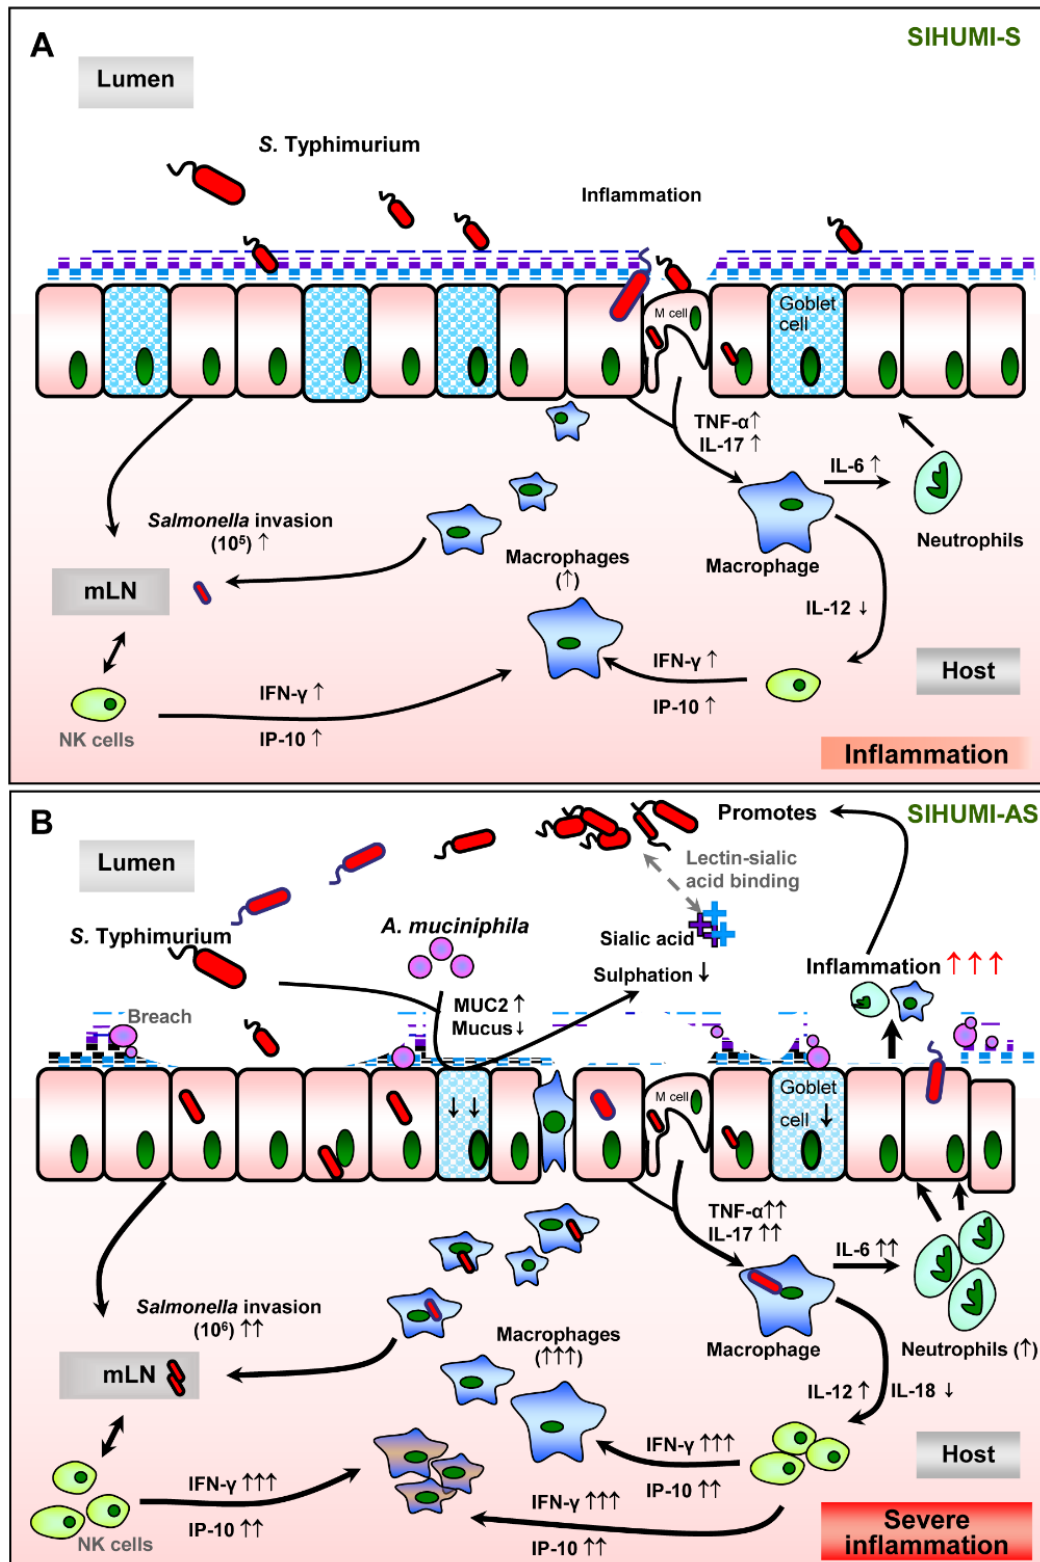 A
SIHUMI-S
Lumen
S. Typhimurium
Inflammation
M cell
Goblet
cell
TNF-α↑
IL-17 ↑
IL-6 ↑
Salmonella invasion
(10⁵) ↑
Neutrophils
Macrophages
(↑)
Macrophage
mLN
IL-12 ↓
IFN-γ ↑
IP-10 ↑
Host
NK cells
IFN-γ ↑
IP-10 ↑
Inflammation
B
SIHUMI-AS
Promotes
Lumen
Lectin-sialic
acid binding
A. muciniphila
S. Typhimurium
Sialic acid
Inflammation ↑↑↑
Sulphation ↓
MUC2 ↑
Mucus↓
Breach
M cell
↓ ↓
Goblet
cell ↓
TNF-α↑↑
IL-17 ↑↑
IL-6 ↑↑
Salmonella invasion
(10⁶) ↑↑
Macrophages
(↑↑↑)
Macrophage
Neutrophils (↑)
mLN
IL-12 ↑
IL-18 ↓
IFN-γ ↑↑↑
IP-10 ↑↑
Host
IFN-γ ↑↑↑
IP-10 ↑↑
NK cells
IFN-γ ↑↑↑
IP-10 ↑↑
Severe
inflammation